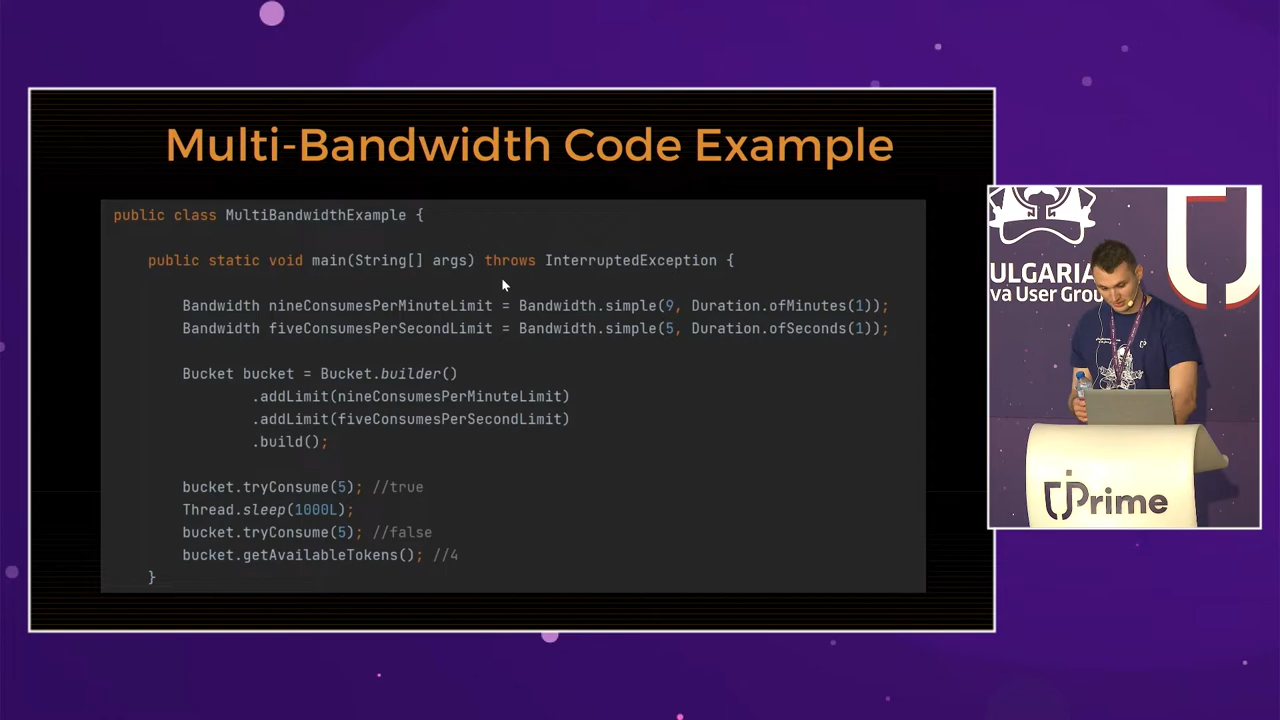 Multi-Bandwidth Code Example
public class MultiBandwidthExample {
public static void main(String[] args) throws InterruptedException {
Bandwidth nineConsumesPerMinuteLimit = Bandwidth.simple(9, Duration.ofMinutes(1));
Bandwidth fiveConsumesPerSecondLimit = Bandwidth.simple(5, Duration.ofSeconds(1));
Bucket bucket = Bucket.builder()
.addLimit(nineConsumesPerMinuteLimit)
.addLimit(fiveConsumesPerSecondLimit)
.build();
bucket.tryConsume(5); //true
Thread.sleep(1000L);
bucket.tryConsume(5); //false
bucket.getAvailableTokens(); //4
}
ULGARIA
va User Grou
Prime